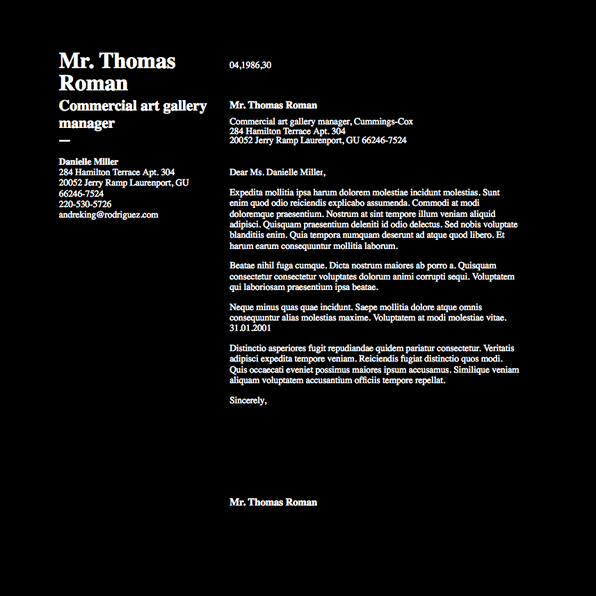 Mr. Thomas
Roman
Commercial art gallery
manager
—
Danielle Miller
284 Hamilton Terrace Apt. 304
20052 Jerry Ramp Laurenport, GU
66246-7524
220-530-5726
andreking@rodriguez.com
04,1986,30
Mr. Thomas Roman
Commercial art gallery manager, Cummings-Cox
284 Hamilton Terrace Apt. 304
20052 Jerry Ramp Laurenport, GU 66246-7524
Dear Ms. Danielle Miller,
Expedita mollitia ipsa harum dolorem molestiae incidunt molestias. Sunt
enim quod odio reiciendis explicabo assumenda. Commodi at modi
doloremque praesentium. Nostrum at sint tempore illum veniam aliquid
adipisci. Quisquam praesentium deleniti id odio delectus. Sed nobis voluptate
blanditiis enim. Quia tempora numquam deserunt ad atque quod libero. Et
harum earum consequuntur mollitia laborum.
Beatae nihil fuga cumque. Dicta nostrum maiores ab porro a. Quisquam
consectetur consectetur voluptates dolorum animi corrupti sequi. Voluptatem
qui laboriosam praesentium ipsa beatae.
Neque minus quas quae incidunt. Saepe mollitia dolore atque omnis
consequuntur alias molestias maxime. Voluptatem at modi molestiae vitae.
31.01.2001
Distinctio asperiores fugit repudiandae quidem pariatur consectetur. Veritatis
adipisci expedita tempore veniam. Reiciendis fugiat distinctio quos modi.
Quis occaecati eveniet possimus maiores ipsum accusamus. Similique veniam
aliquam voluptatem accusantium officiis tempore repellat.
Sincerely,
Mr. Thomas Roman